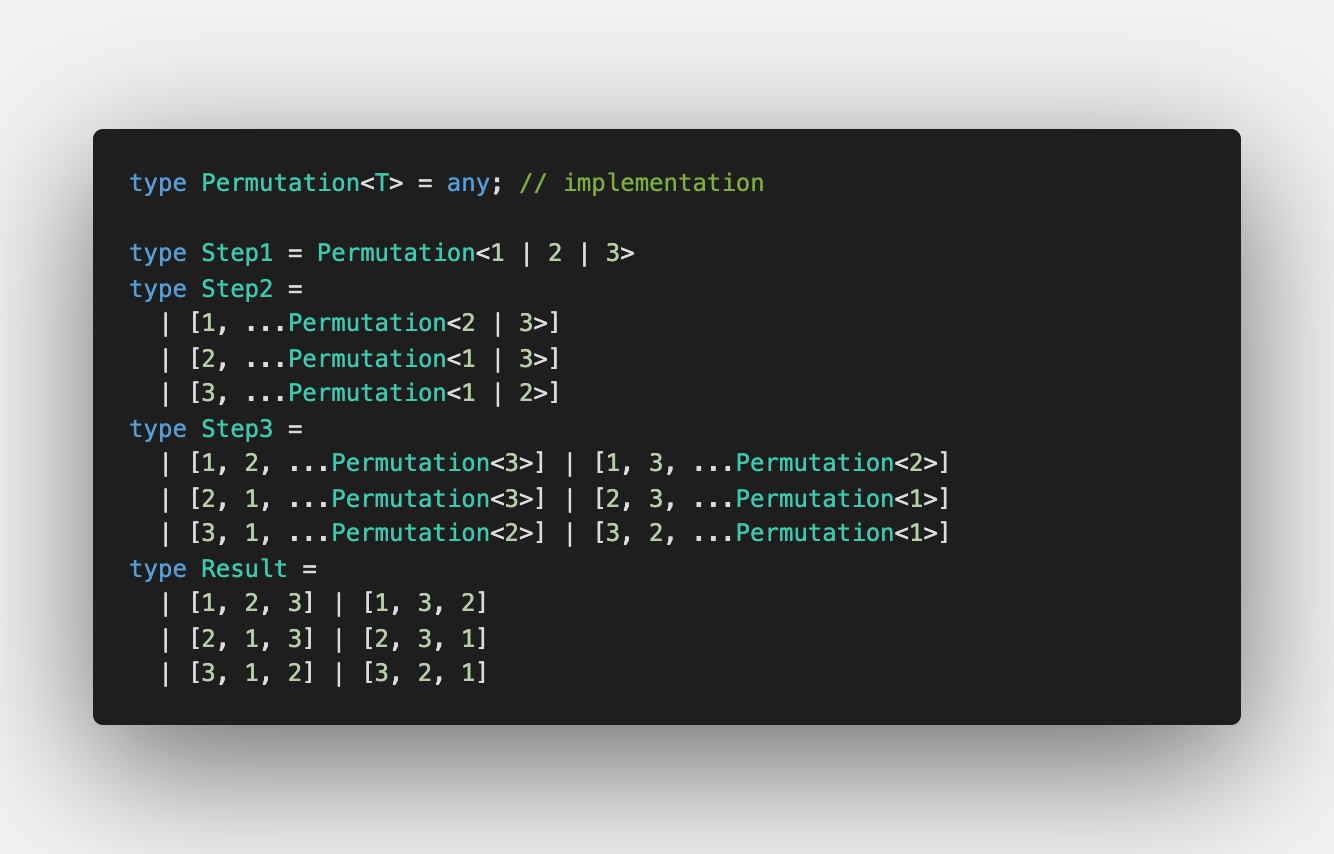 type Permutation<T> = any; // implementation

type Step1 = Permutation<1 | 2 | 3>
type Step2 =
  | [1, ...Permutation<2 | 3>]
  | [2, ...Permutation<1 | 3>]
  | [3, ...Permutation<1 | 2>]
type Step3 =
  | [1, 2, ...Permutation<3>] | [1, 3, ...Permutation<2>]
  | [2, 1, ...Permutation<3>] | [2, 3, ...Permutation<1>]
  | [3, 1, ...Permutation<2>] | [3, 2, ...Permutation<1>]
type Result =
  | [1, 2, 3] | [1, 3, 2]
  | [2, 1, 3] | [2, 3, 1]
  | [3, 1, 2] | [3, 2, 1]